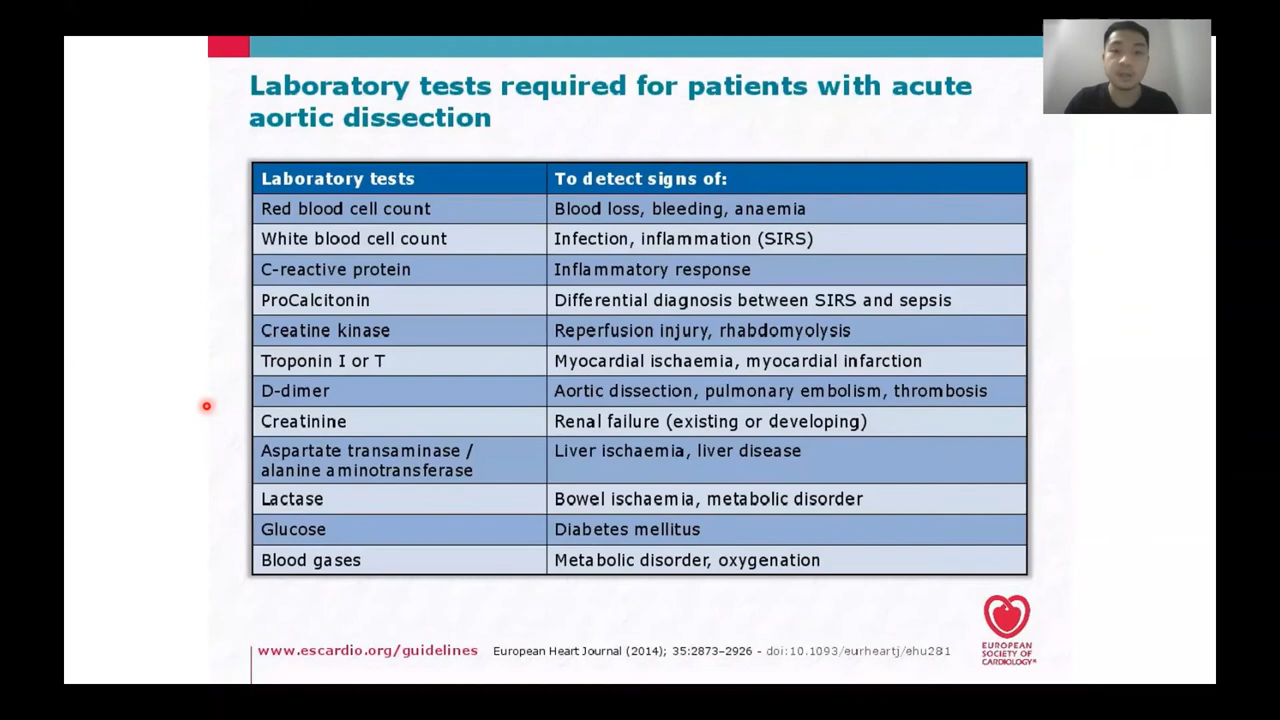 Laboratory tests required for patients with acute
aortic dissection
Laboratory tests To detect signs of:
Red blood cell count Blood loss, bleeding, anaemia
White blood cell count Infection, inflammation (SIRS)
C-reactive protein Inflammatory response
ProCalcitonin Differential diagnosis between SIRS and sepsis
Creatine kinase Reperfusion injury, rhabdomyolysis
Troponin I or T Myocardial ischaemia, myocardial infarction
D-dimer Aortic dissection, pulmonary embolism, thrombosis
Creatinine Renal failure (existing or developing)
Aspartate transaminase / Liver ischaemia, liver disease
alanine aminotransferase
Lactase Bowel ischaemia, metabolic disorder
Glucose Diabetes mellitus
Blood gases Metabolic disorder, oxygenation
www.escardio.org/guidelines European Heart Journal (2014); 35:2873–2926 - doi:10.1093/eurheartj/ehu281
EUROPEAN
SOCIETY OF
CARDIOLOGY®